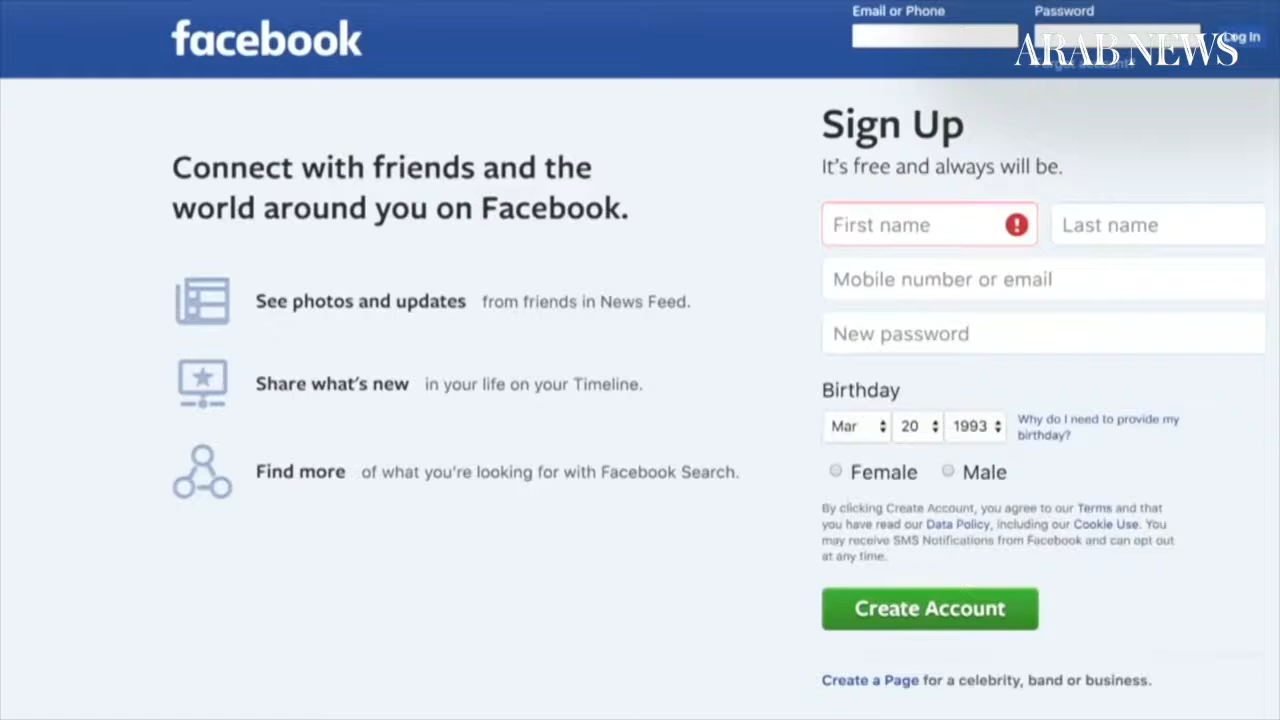 facebook
Email or Phone
Password
Log In
Forgot account?
ARAB NEWS
Connect with friends and the
world around you on Facebook.
See photos and updates from friends in News Feed.
Share what's new in your life on your Timeline.
Find more of what you're looking for with Facebook Search.
Sign Up
It's free and always will be.
First name
Last name
Mobile number or email
New password
Birthday
Mar 20 1993
Why do I need to provide my
birthday?
Female Male
By clicking Create Account, you agree to our Terms and that
you have read our Data Policy, including our Cookie Use. You
may receive SMS Notifications from Facebook and can opt out
at any time.
Create Account
Create a Page for a celebrity, band or business.